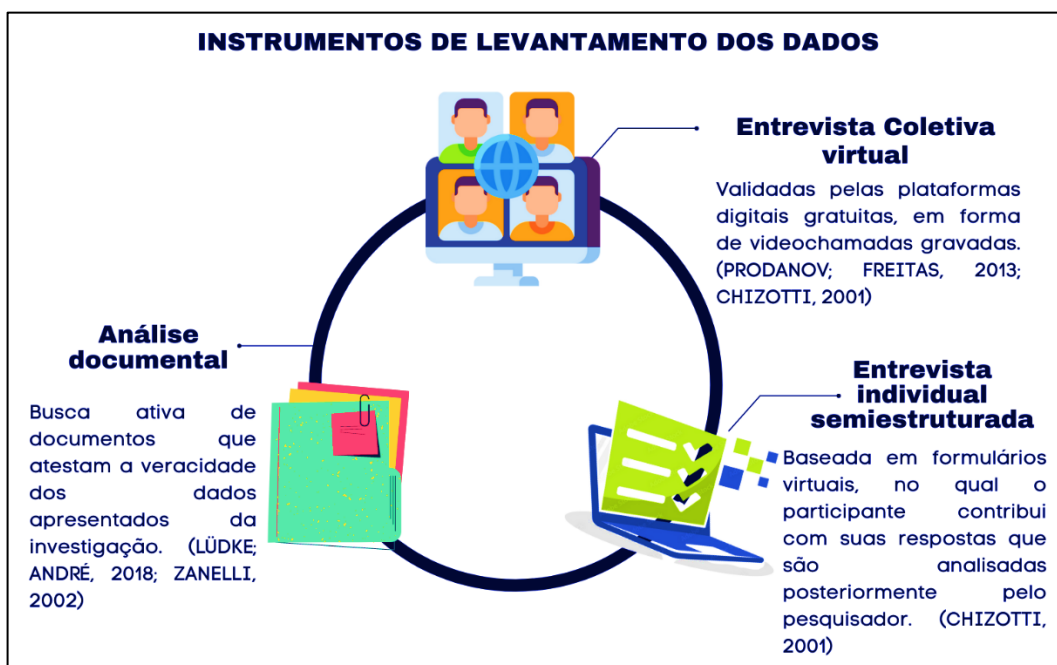 INSTRUMENTOS DE LEVANTAMENTO DOS DADOS
Entrevista Coletiva
virtual
Validadas pelas plataformas
digitais gratuitas, em forma
de videochamadas gravadas.
(PRODANOV; FREITAS, 2013;
CHIZOTTI, 2001)
Análise
documental
Busca ativa de
documentos que
atestam a veracidade
dos dados
apresentados da
investigação. (LÜDKE;
ANDRÉ, 2018; ZANELLI,
2002)
Entrevista
individual
semiestruturada
Baseada em formulários
virtuais, no qual o
participante contribui
com suas respostas que
são analisadas
posteriormente pelo
pesquisador. (CHIZOTTI,
2001)